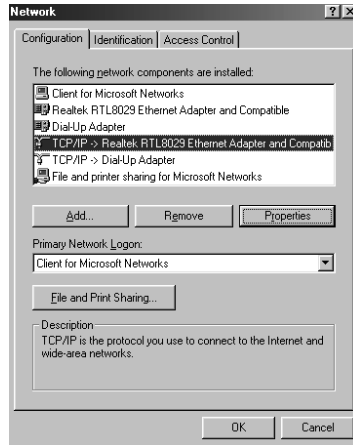 Network
Configuration Identification Access Control
The following network components are installed:
Client for Microsoft Networks
Realtek RTL8029 Ethernet Adapter and Compatible
Dial-Up Adapter
TCP/IP -> Realtek RTL8029 Ethernet Adapter and Compatib
TCP/IP -> Dial-Up Adapter
File and printer sharing for Microsoft Networks
Add... Remove Properties
Primary Network Logon:
Client for Microsoft Networks
File and Print Sharing...
Description
TCP/IP is the protocol you use to connect to the Internet and
wide-area networks.
OK Cancel